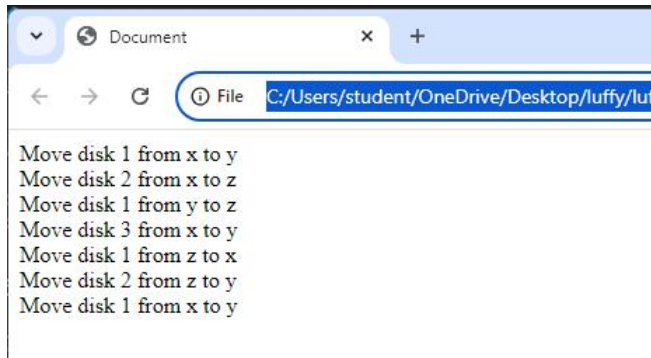 Document
File C:/Users/student/OneDrive/Desktop/luffy/
Move disk 1 from x to y
Move disk 2 from x to z
Move disk 1 from y to z
Move disk 3 from x to y
Move disk 1 from z to x
Move disk 2 from z to y
Move disk 1 from x to y